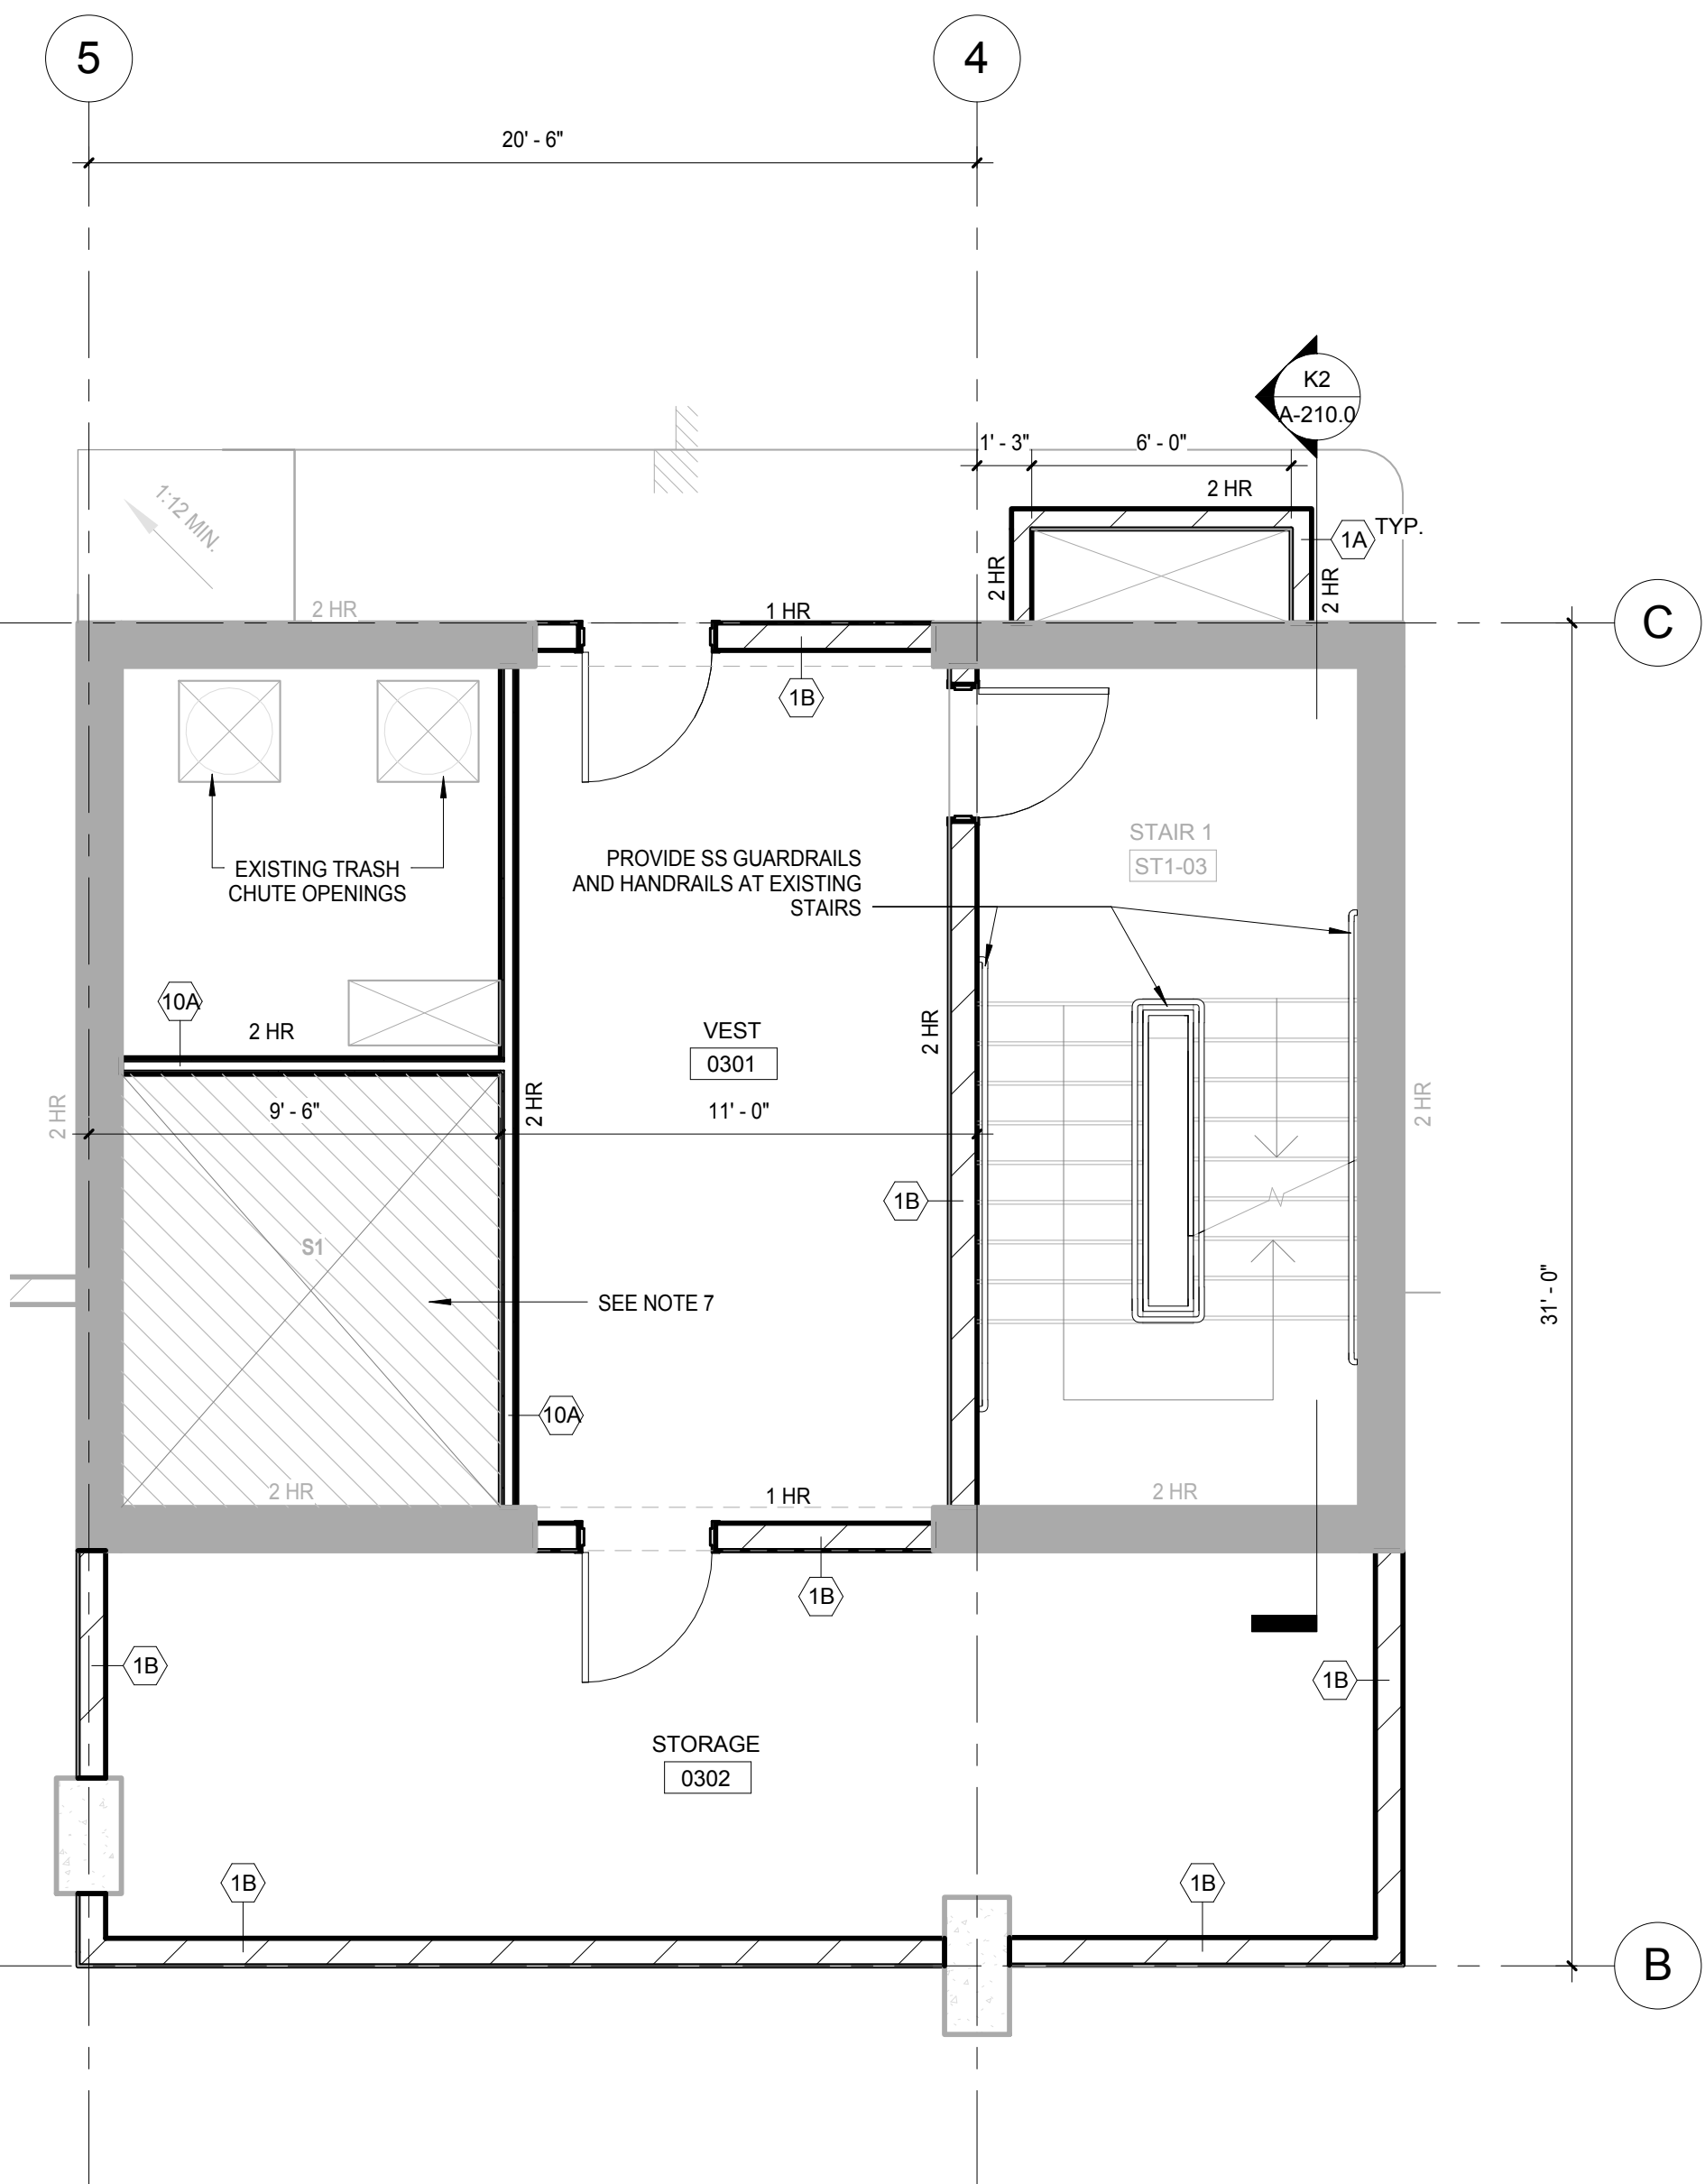 5
4
20' - 6"
K2
A-210.0
1' - 3"
6' - 0"
2 HR
1:12 MIN.
TYP.
1A
2 HR
2 HR
2 HR
1 HR
C
1B
STAIR 1
ST1-03
EXISTING TRASH
CHUTE OPENINGS
PROVIDE SS GUARDRAILS
AND HANDRAILS AT EXISTING
STAIRS
10A
2 HR
VEST
0301
2 HR
2 HR
9' - 6"
2 HR
11' - 0"
2 HR
1B
S1
SEE NOTE 7
31' - 0"
10A
2 HR
1 HR
2 HR
1B
1B
1B
STORAGE
0302
1B
1B
B